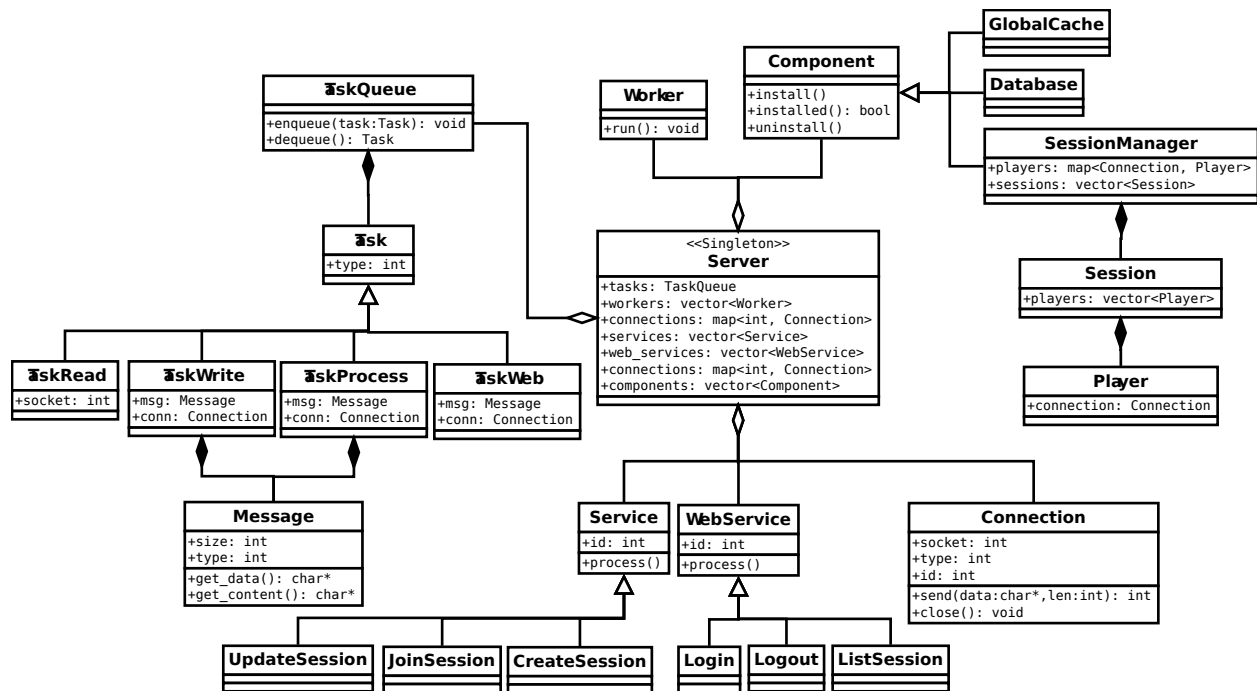 GlobalCache
Component
+install()
+installed(): bool
+uninstall()
Database
TaskQueue
+enqueue(task:Task): void
+dequeue(): Task
Worker
+run(): void
SessionManager
+players: map<Connection, Player>
+sessions: vector<Session>
Task
+type: int
<<Singleton>>
Server
+tasks: TaskQueue
+workers: vector<Worker>
+connections: map<int, Connection>
+services: vector<Service>
+web_services: vector<WebService>
+connections: map<int, Connection>
+components: vector<Component>
Session
+players: vector<Player>
TaskRead
+socket: int
TaskWrite
+msg: Message
+conn: Connection
TaskProcess
+msg: Message
+conn: Connection
TaskWeb
+msg: Message
+conn: Connection
Player
+connection: Connection
Message
+size: int
+type: int
+get_data(): char*
+get_content(): char*
Service
+id: int
+process()
WebService
+id: int
+process()
Connection
+socket: int
+type: int
+id: int
+send(data:char*,len:int): int
+close(): void
UpdateSession
JoinSession
CreateSession
Login
Logout
ListSession